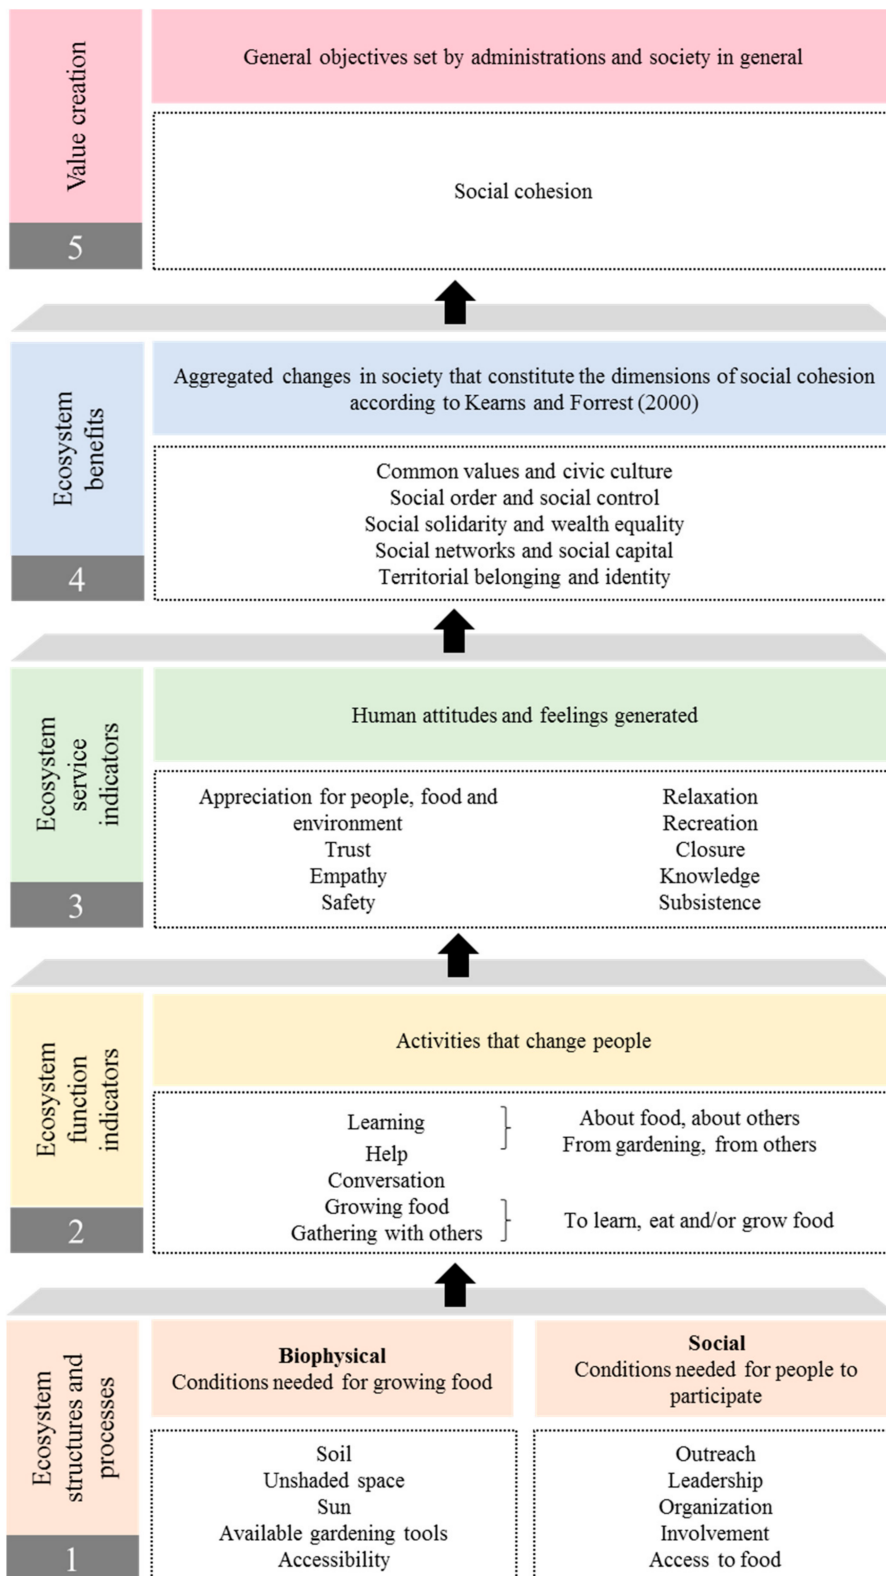 Value creation
5
General objectives set by administrations and society in general
Social cohesion
Ecosystem
benefits
4
Aggregated changes in society that constitute the dimensions of social cohesion
according to Kearns and Forrest (2000)
Common values and civic culture
Social order and social control
Social solidarity and wealth equality
Social networks and social capital
Territorial belonging and identity
Ecosystem
service
indicators
3
Human attitudes and feelings generated
Appreciation for people, food and
environment
Trust
Empathy
Safety
Relaxation
Recreation
Closure
Knowledge
Subsistence
Ecosystem
function
indicators
2
Activities that change people
Learning
Help
Conversation
Growing food
Gathering with others
About food, about others
From gardening, from others
To learn, eat and/or grow food
Ecosystem
structures and
processes
1
Biophysical
Conditions needed for growing food
Soil
Unshaded space
Sun
Available gardening tools
Accessibility
Social
Conditions needed for people to
participate
Outreach
Leadership
Organization
Involvement
Access to food